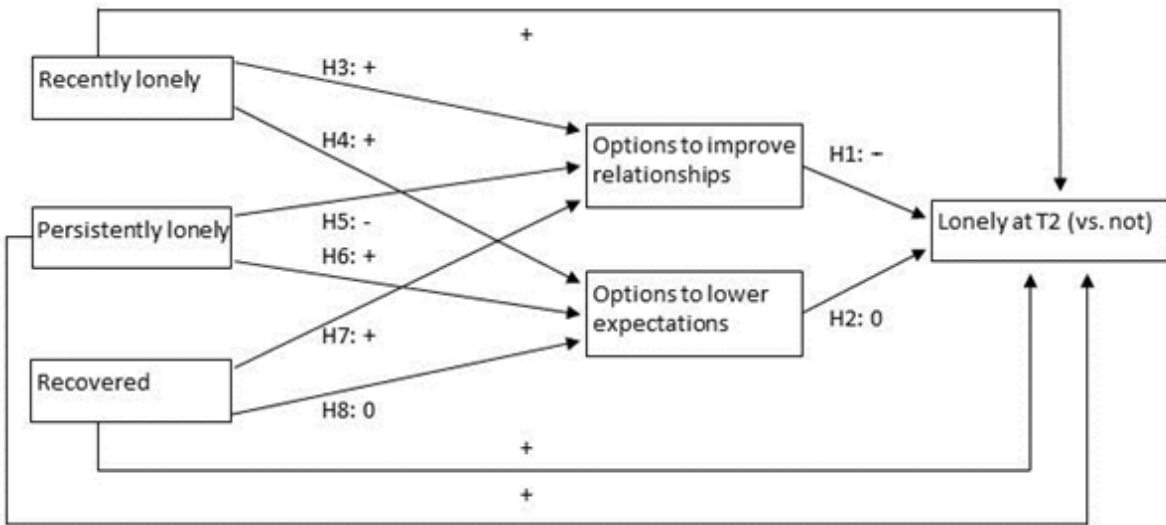 +
Recently lonely
H3: +
H4: +
Options to improve
relationships
H1: –
Persistently lonely
H5: -
H6: +
Lonely at T2 (vs. not)
Options to lower
expectations
H2: 0
H7: +
Recovered
H8: 0
+
+